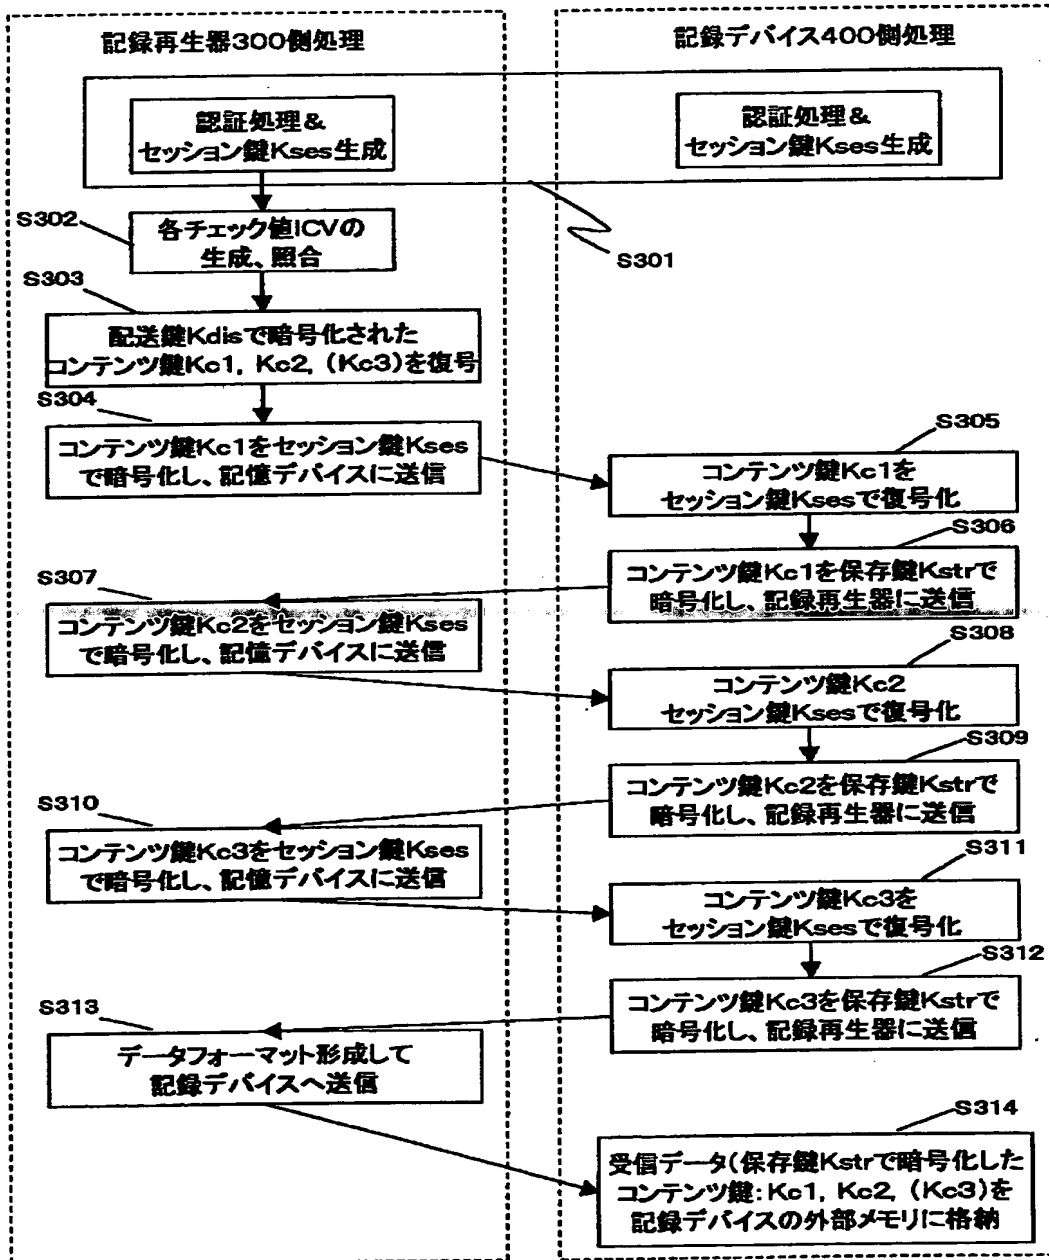 記録再生器300側処理
記録デバイス400側処理
認証処理&
セッション鍵Kses生成
認証処理&
セッション鍵Kses生成
S301
S302
各チェック値ICVの
生成、照合
S303
配送鍵Kdisで暗号化された
コンテンツ鍵Kc1, Kc2, (Kc3)を復号
S304
コンテンツ鍵Kc1をセッション鍵Kses
で暗号化し、記憶デバイスに送信
S305
コンテンツ鍵Kc1を
セッション鍵Ksesで復号化
S306
コンテンツ鍵Kc1を保存鍵Kstrで
暗号化し、記録再生器に送信
S307
コンテンツ鍵Kc2をセッション鍵Kses
で暗号化し、記憶デバイスに送信
S308
コンテンツ鍵Kc2
セッション鍵Ksesで復号化
S309
コンテンツ鍵Kc2を保存鍵Kstrで
暗号化し、記録再生器に送信
S310
コンテンツ鍵Kc3をセッション鍵Kses
で暗号化し、記憶デバイスに送信
S311
コンテンツ鍵Kc3を
セッション鍵Ksesで復号化
S312
コンテンツ鍵Kc3を保存鍵Kstrで
暗号化し、記録再生器に送信
S313
データフォーマット形成して
記録デバイスへ送信
S314
受信データ(保存鍵Kstrで暗号化した
コンテンツ鍵:Kc1, Kc2, (Kc3)を
記録デバイスの外部メモリに格納